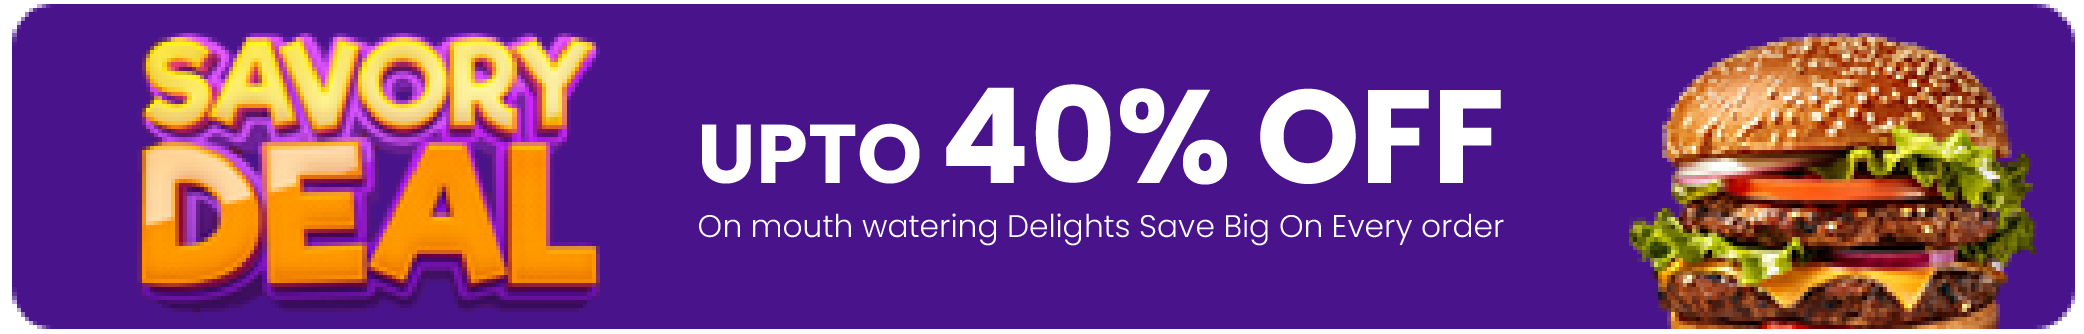 SAVORY
DEAL
UPTO 40% OFF
On mouth watering Delights Save Big On Every order